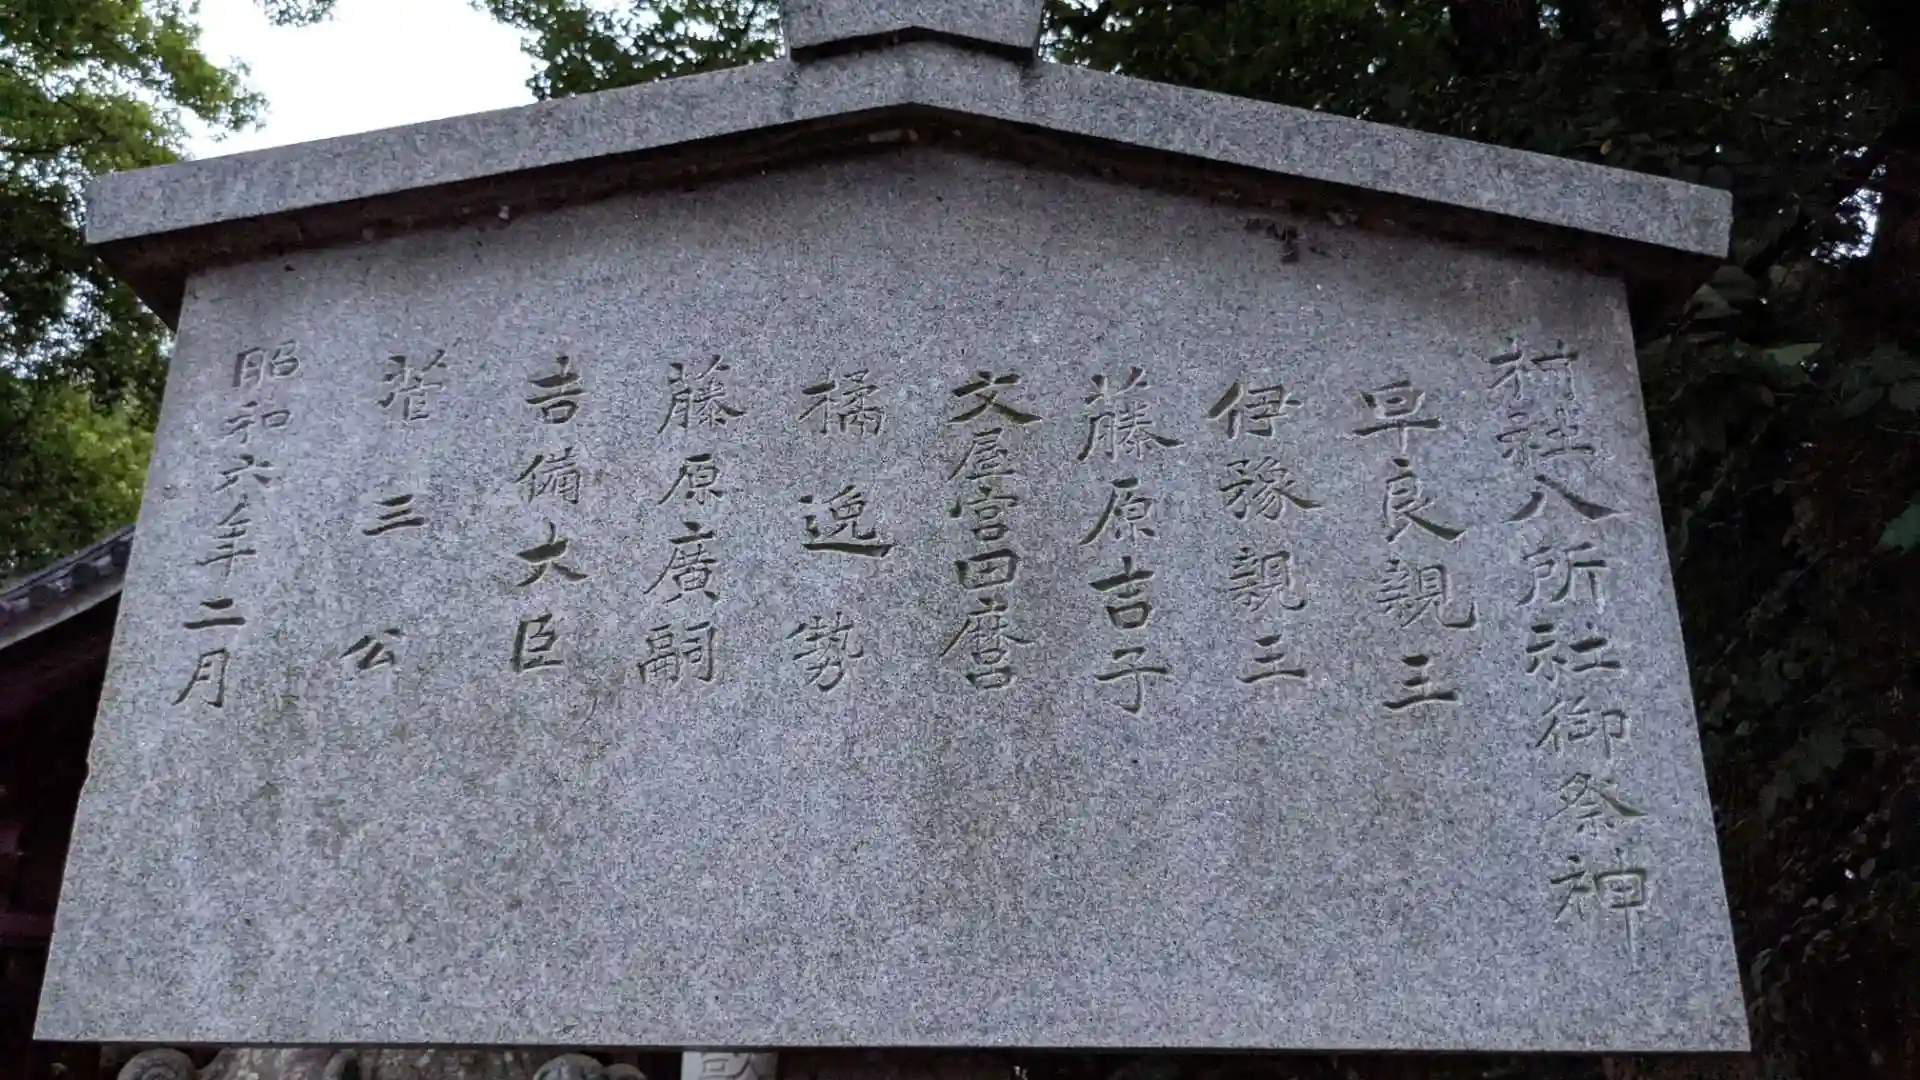 村社八所社御祭神
早良親王
伊豫親王
藤原吉子
文屋宮田麿
橘逸勢
藤原廣嗣
吉備大臣
菅三公
昭和六年二月